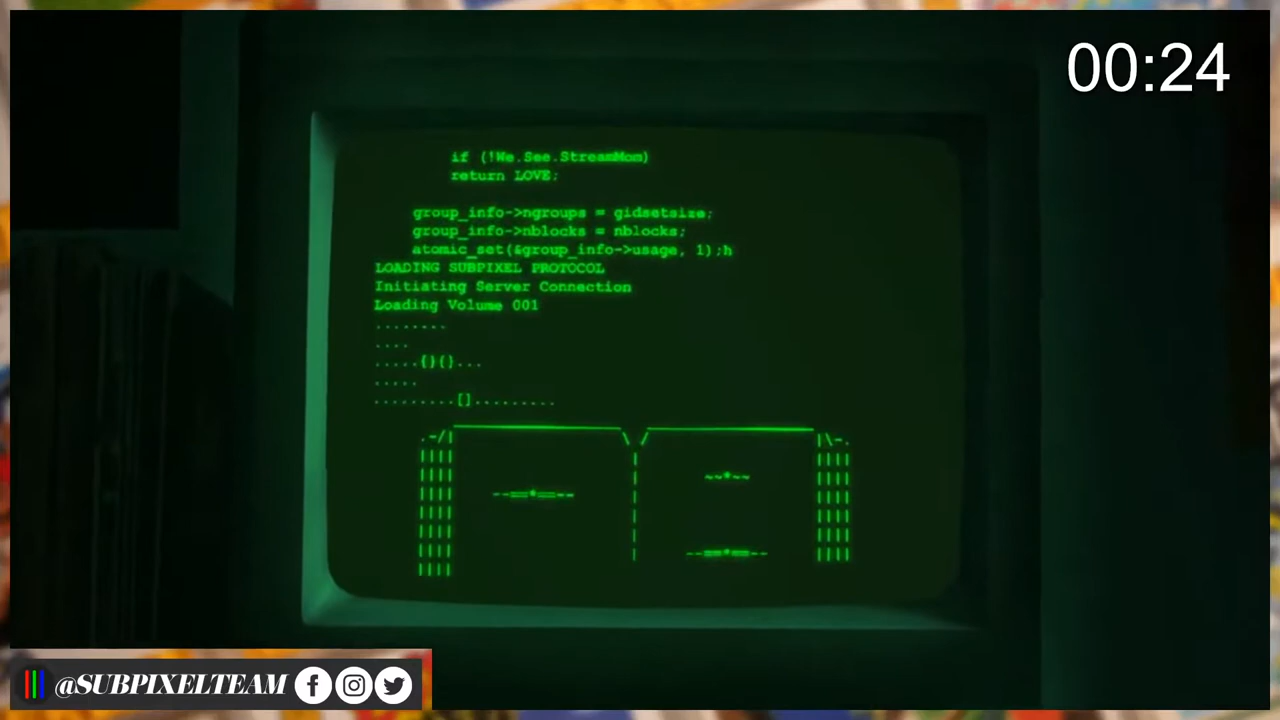 00:24
if (!We.See.StreamMom)
return LOVE;
group_info->ngroups = gidsetsize;
group_info->nblocks = nblocks;
atomic_set(&group_info->usage, 1);h
LOADING SUBPIXEL PROTOCOL
Initiating Server Connection
Loading Volume 001
........
....
.....{}{}...
.....
.........[].........
--==*==--
~~*~~
--==*==--
@SUBPIXELTEAM